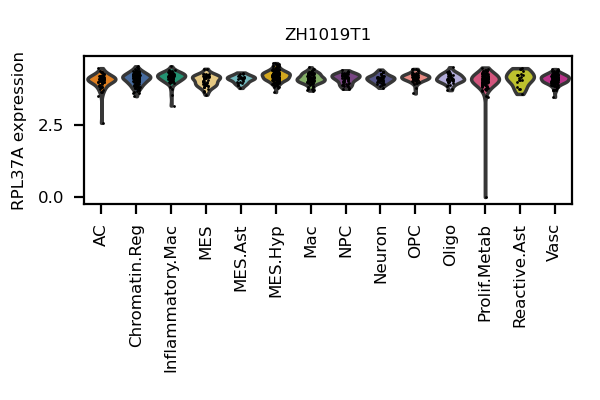 ZH1019T1
RPL37A expression
2.5
0.0
AC
Chromatin.Reg
Inflammatory.Mac
MES
MES.Ast
MES.Hyp
Mac
NPC
Neuron
OPC
Oligo
Prolif.Metab
Reactive.Ast
Vasc